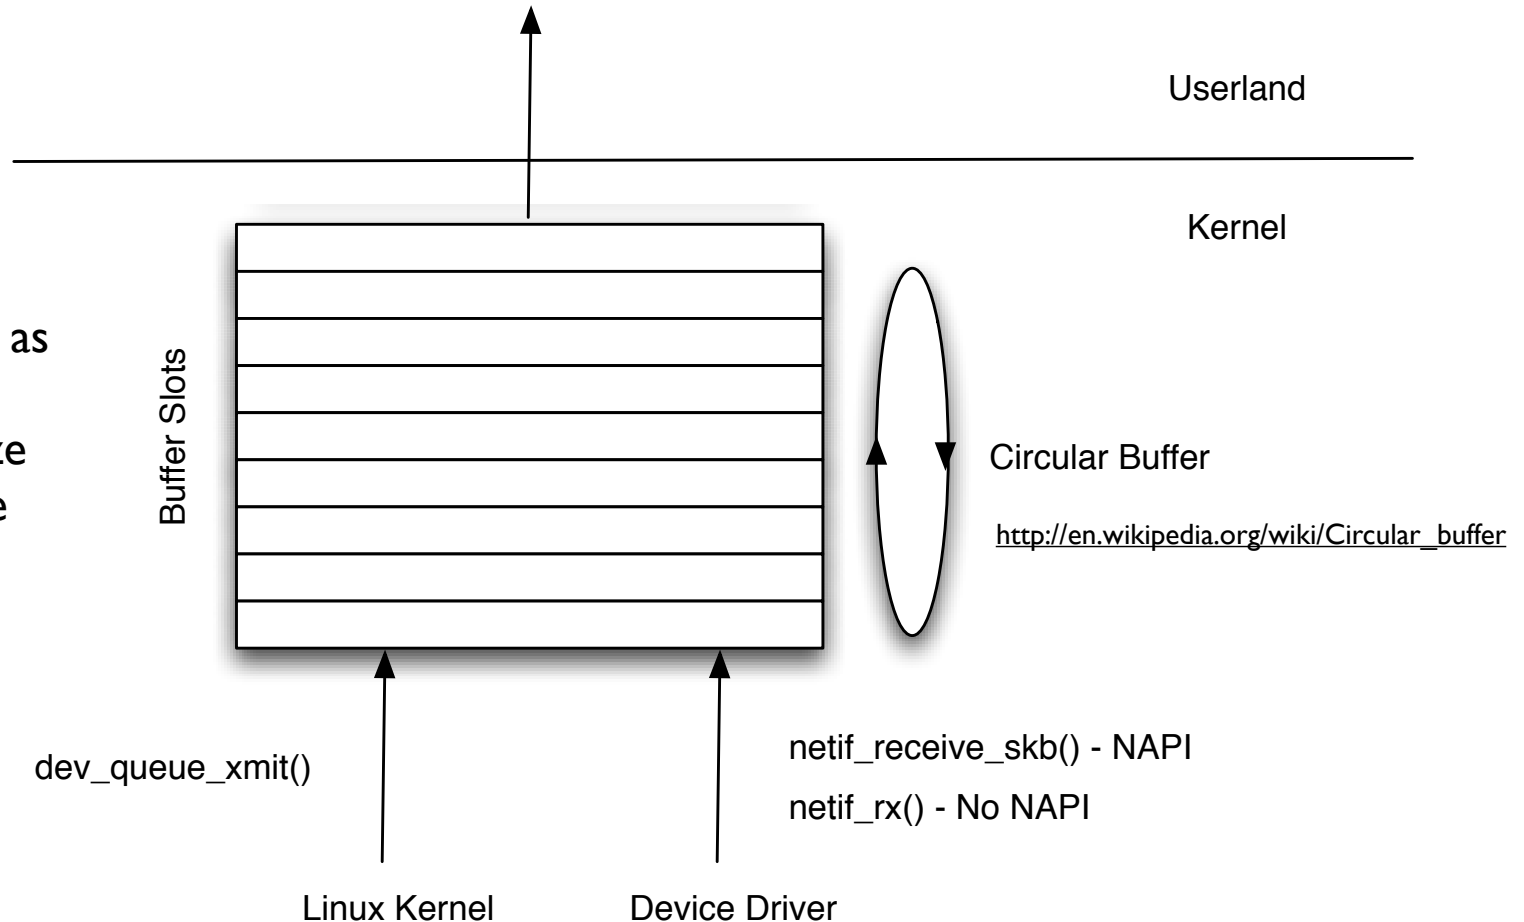 Userland
Kernel
as
Buffer Slots
e
Circular Buffer
http://en.wikipedia.org/wiki/Circular_buffer
dev_queue_xmit()
netif_receive_skb() - NAPI
netif_rx() - No NAPI
Linux Kernel
Device Driver